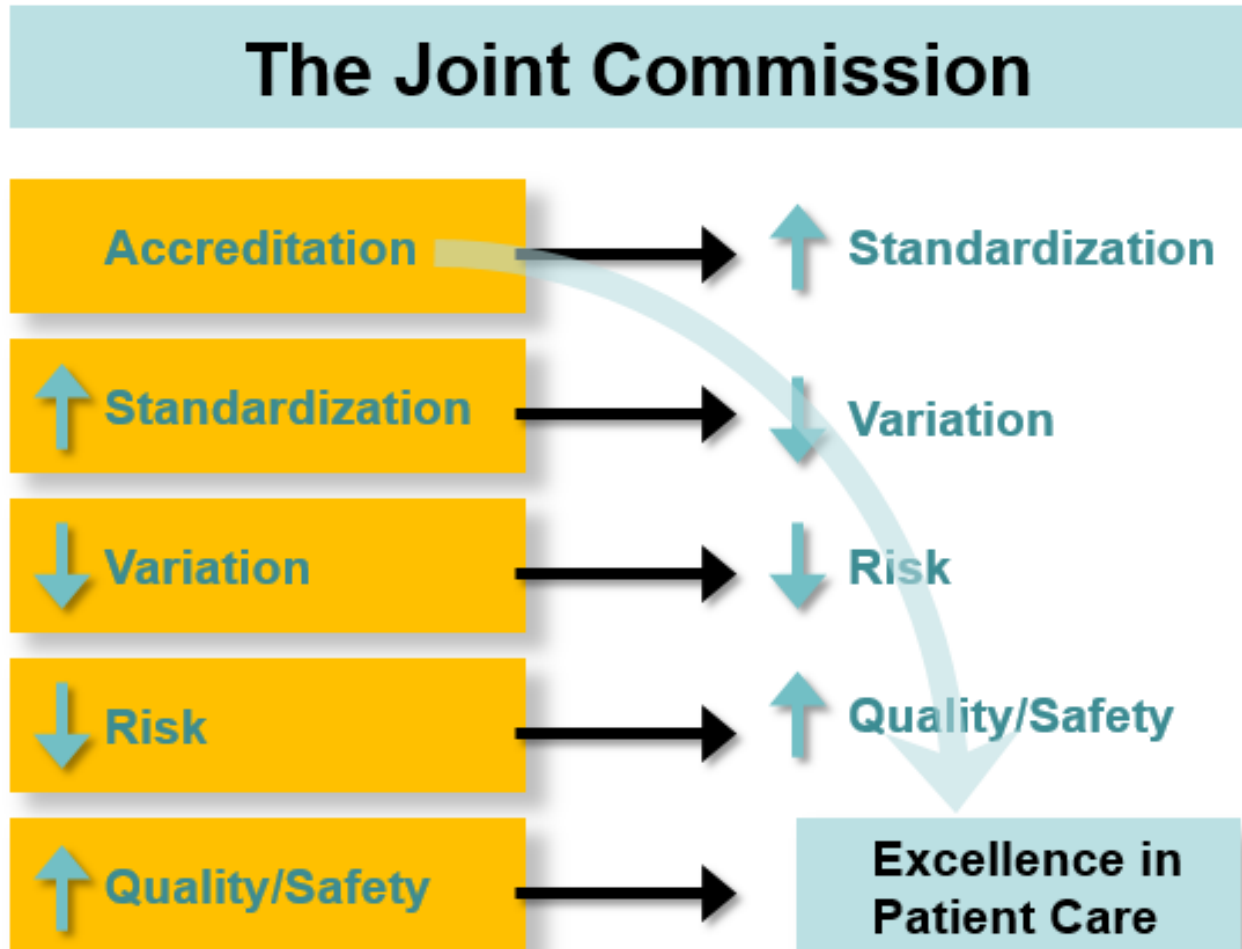 The Joint Commission
Accreditation
Standardization
Standardization
Variation
Variation
Risk
Risk
Quality/Safety
Quality/Safety
Excellence in
Patient Care